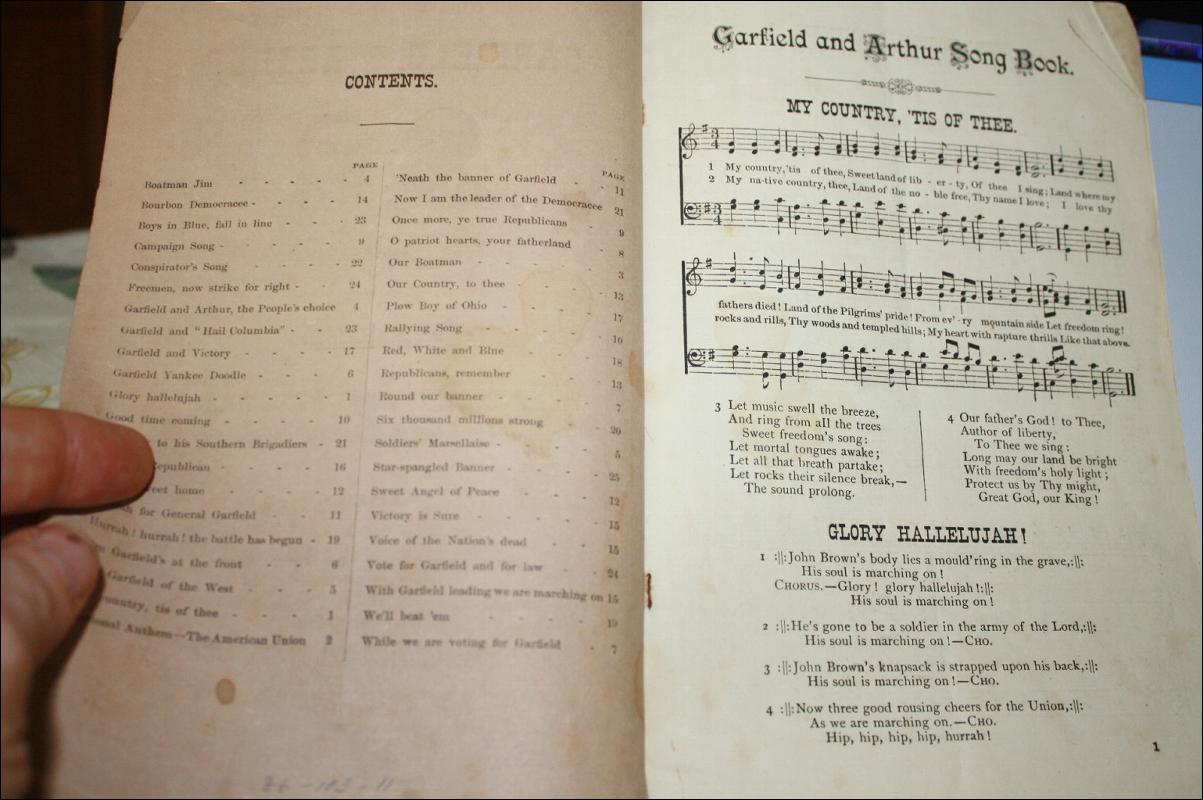 CONTENTS.
PAGE
Boatman Jim - - - - - 4
Bourbon Democracee - - - - 14
Boys in Blue, fall in line - - - 23
Campaign Song - - - - - 9
Conspirator's Song - - - - 22
Freemen, now strike for right - - - 24
Garfield and Arthur, the People's choice 4
Garfield and "Hail Columbia" - - 23
Garfield and Victory - - - - 17
Garfield Yankee Doodle - - - 6
Glory hallelujah - - - - 1
Good time coming - - - - 10
to his Southern Brigadiers - 21
Republican - - - - 16
home - - - - 12
for General Garfield - - - 11
Hurrah! hurrah! the battle has begun - 19
Garfield's at the front - - - 6
Garfield of the West - - - 5
tis of thee - - - - 1
Anthem—The American Union 2
PAGE
'Neath the banner of Garfield - - 11
Now I am the leader of the Democracee 21
Once more, ye true Republicans - 9
O patriot hearts, your fatherland 8
Our Boatman - - - - 3
Our Country, to thee - - - - 13
Plow Boy of Ohio - - - - 17
Rallying Song - - - - 10
Red, White and Blue - - - 18
Republicans, remember - - - 13
Round our banner - - - - 7
Six thousand millions strong - - 20
Soldiers' Marsellaise - - - - 5
Star-spangled Banner - - - - 25
Sweet Angel of Peace - - - 12
Victory is Sure - - - - 15
Voice of the Nation's dead - - - 15
Vote for Garfield and for law - - 24
With Garfield leading we are marching on 15
We'll beat 'em - - - - 19
While we are voting for Garfield - 7
Garfield and Arthur Song Book.
MY COUNTRY, 'TIS OF THEE.
1 My country,'tis of thee, Sweet land of lib - er - ty, Of thee I sing; Land where my
2 My na-tive country, thee, Land of the no - ble free, Thy name I love; I love thy
fathers died! Land of the Pilgrims' pride! From ev' - ry mountain side Let freedom ring!
rocks and rills, Thy woods and templed hills; My heart with rapture thrills Like that above.
3 Let music swell the breeze,
And ring from all the trees
Sweet freedom's song:
Let mortal tongues awake;
Let all that breath partake;
Let rocks their silence break,—
The sound prolong.
4 Our father's God! to Thee,
Author of liberty,
To Thee we sing:
Long may our land be bright
With freedom's holy light;
Protect us by Thy might,
Great God, our King!
GLORY HALLELUJAH!
1 :||:John Brown's body lies a mould'ring in the grave,:||:
His soul is marching on!
CHORUS.—Glory! glory hallelujah!:||:
His soul is marching on!
2 :||:He's gone to be a soldier in the army of the Lord,:||:
His soul is marching on!—CHO.
3 :||:John Brown's knapsack is strapped upon his back,:||:
His soul is marching on!—CHO.
4 :||:Now three good rousing cheers for the Union,:||:
As we are marching on.—CHO.
Hip, hip, hip, hip, hurrah!
1